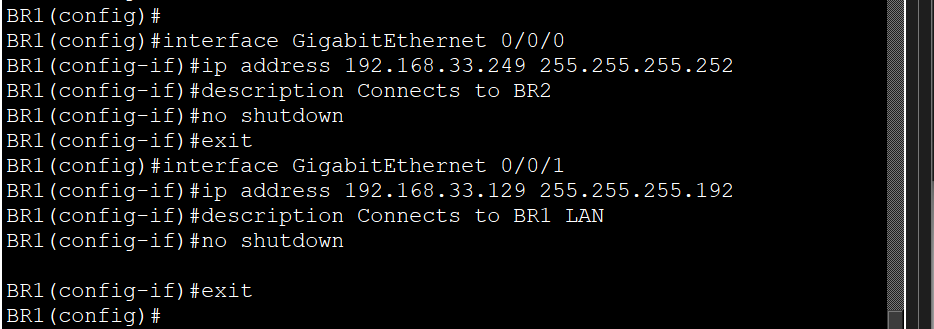 BR1(config)#
BR1(config)#interface GigabitEthernet 0/0/0
BR1(config-if)#ip address 192.168.33.249 255.255.255.252
BR1(config-if)#description Connects to BR2
BR1(config-if)#no shutdown
BR1(config-if)#exit
BR1(config)#interface GigabitEthernet 0/0/1
BR1(config-if)#ip address 192.168.33.129 255.255.255.192
BR1(config-if)#description Connects to BR1 LAN
BR1(config-if)#no shutdown
BR1(config-if)#exit
BR1(config)#